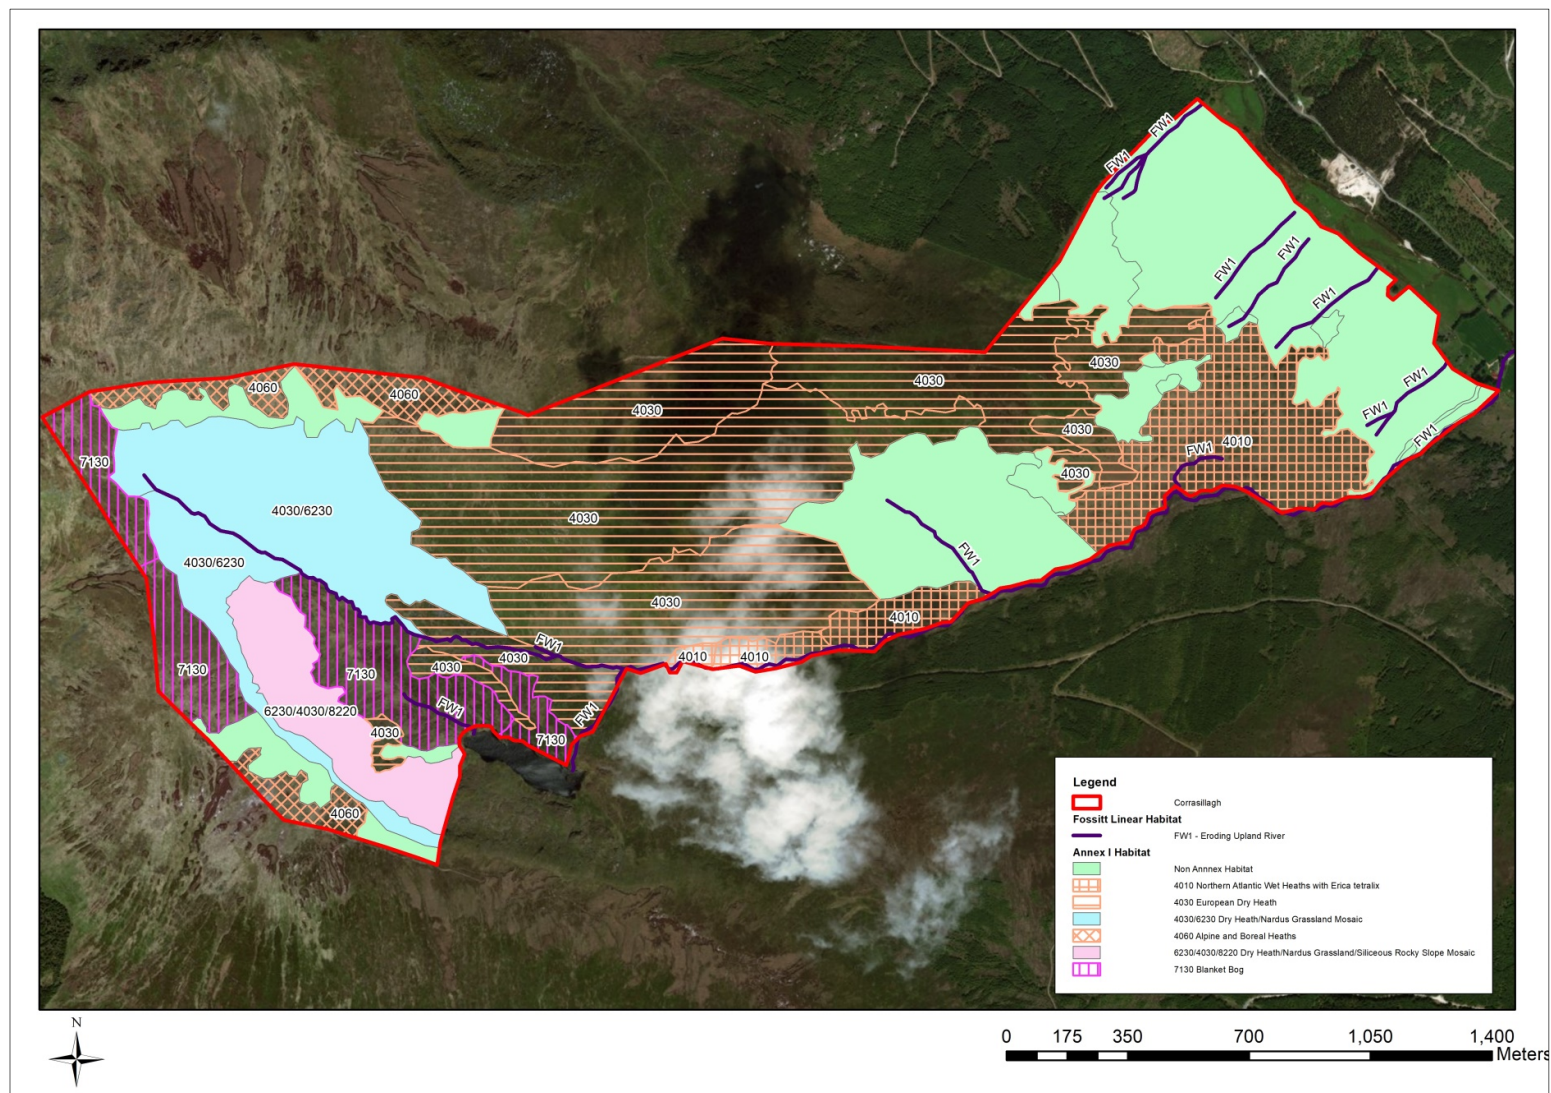 FW1
FW1
FW1
FW1
FW1
4060
4060
4030
4030
4030
FW1
FW1
4030
4010
FW1
FW1
7130
4030
4030/6230
4030
4030/6230
FW1
4030
4010
FW1
4030
4010
4010
4030
7130
7130
FW1
6230/4030/8220
4030
FW1
7130
4060
Legend
Corrasillagh
Fossitt Linear Habitat
FW1 - Eroding Upland River
Annex I Habitat
Non Annnex Habitat
4010 Northern Atlantic Wet Heaths with Erica tetralix
4030 European Dry Heath
4030/6230 Dry Heath/Nardus Grassland Mosaic
4060 Alpine and Boreal Heaths
6230/4030/8220 Dry Heath/Nardus Grassland/Siliceous Rocky Slope Mosaic
7130 Blanket Bog
N
0 175 350 700 1,050 1,400
Meters